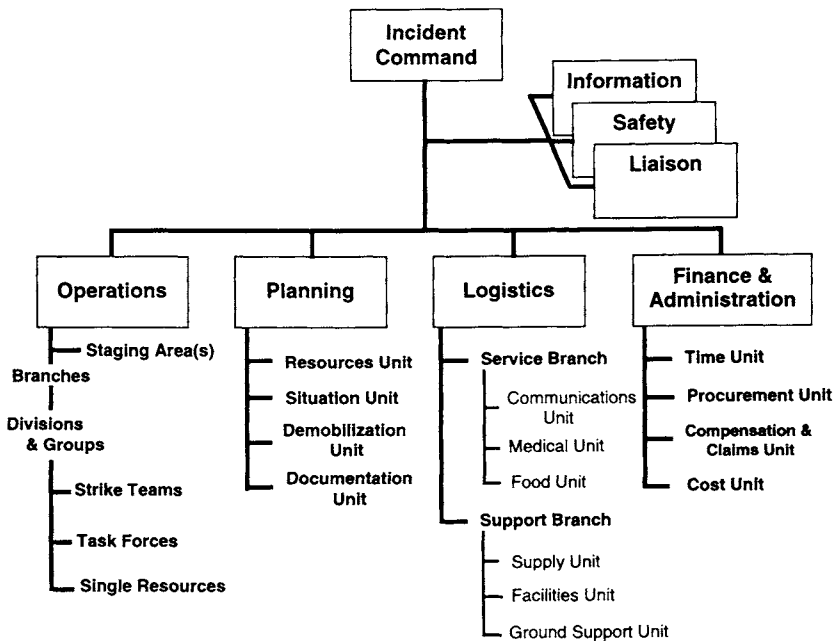 Incident
Command
Information
Safety
Liaison
Operations
Staging Area(s)
Branches
Divisions
& Groups
Strike Teams
Task Forces
Single Resources
Planning
Resources Unit
Situation Unit
Demobilization
Unit
Documentation
Unit
Logistics
Service Branch
Communications
Unit
Medical Unit
Food Unit
Support Branch
Supply Unit
Facilities Unit
Ground Support Unit
Finance &
Administration
Time Unit
Procurement Unit
Compensation &
Claims Unit
Cost Unit